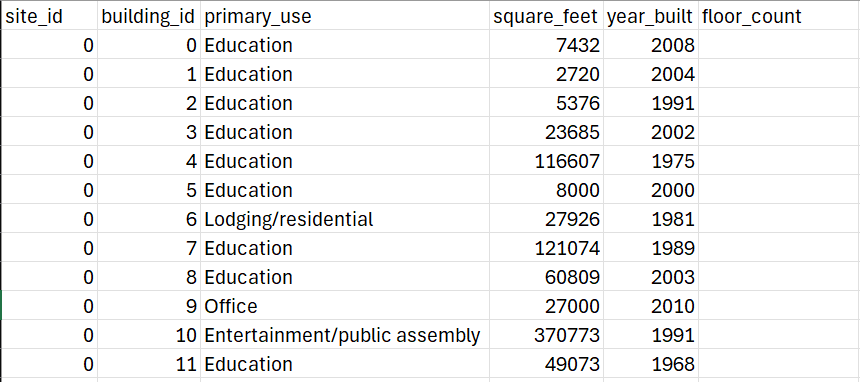 site_id building_id primary_use square_feet year_built floor_count
0 0 Education 7432 2008
0 1 Education 2720 2004
0 2 Education 5376 1991
0 3 Education 23685 2002
0 4 Education 116607 1975
0 5 Education 8000 2000
0 6 Lodging/residential 27926 1981
0 7 Education 121074 1989
0 8 Education 60809 2003
0 9 Office 27000 2010
0 10 Entertainment/public assembly 370773 1991
0 11 Education 49073 1968